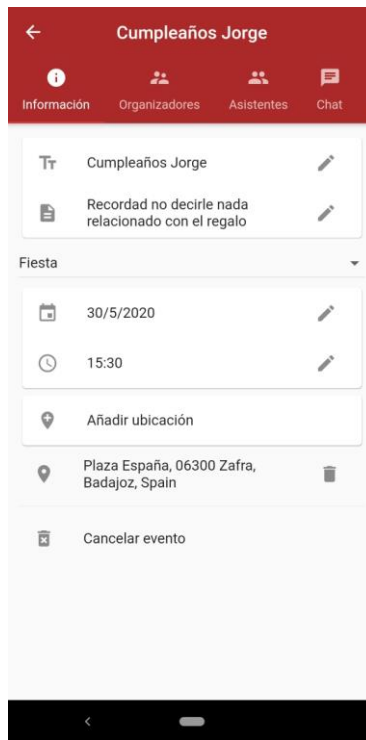 Cumpleaños Jorge
Información
Organizadores
Asistentes
Chat
Cumpleaños Jorge
Recordad no decirle nada
relacionado con el regalo
Fiesta
30/5/2020
15:30
Añadir ubicación
Plaza España, 06300 Zafra,
Badajoz, Spain
Cancelar evento